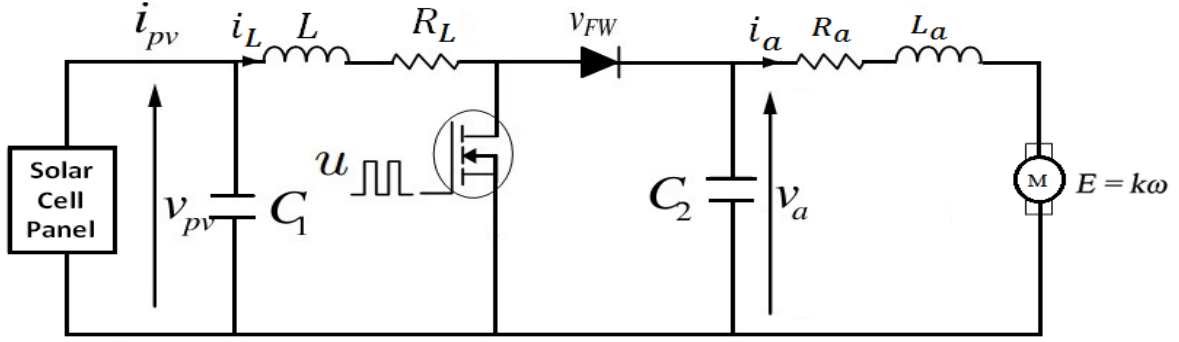 i_pv
i_L
L
R_L
v_FW
i_a
R_a
L_a
Solar
Cell
Panel
v_pv
C_1
u
C_2
v_a
M
E = kω